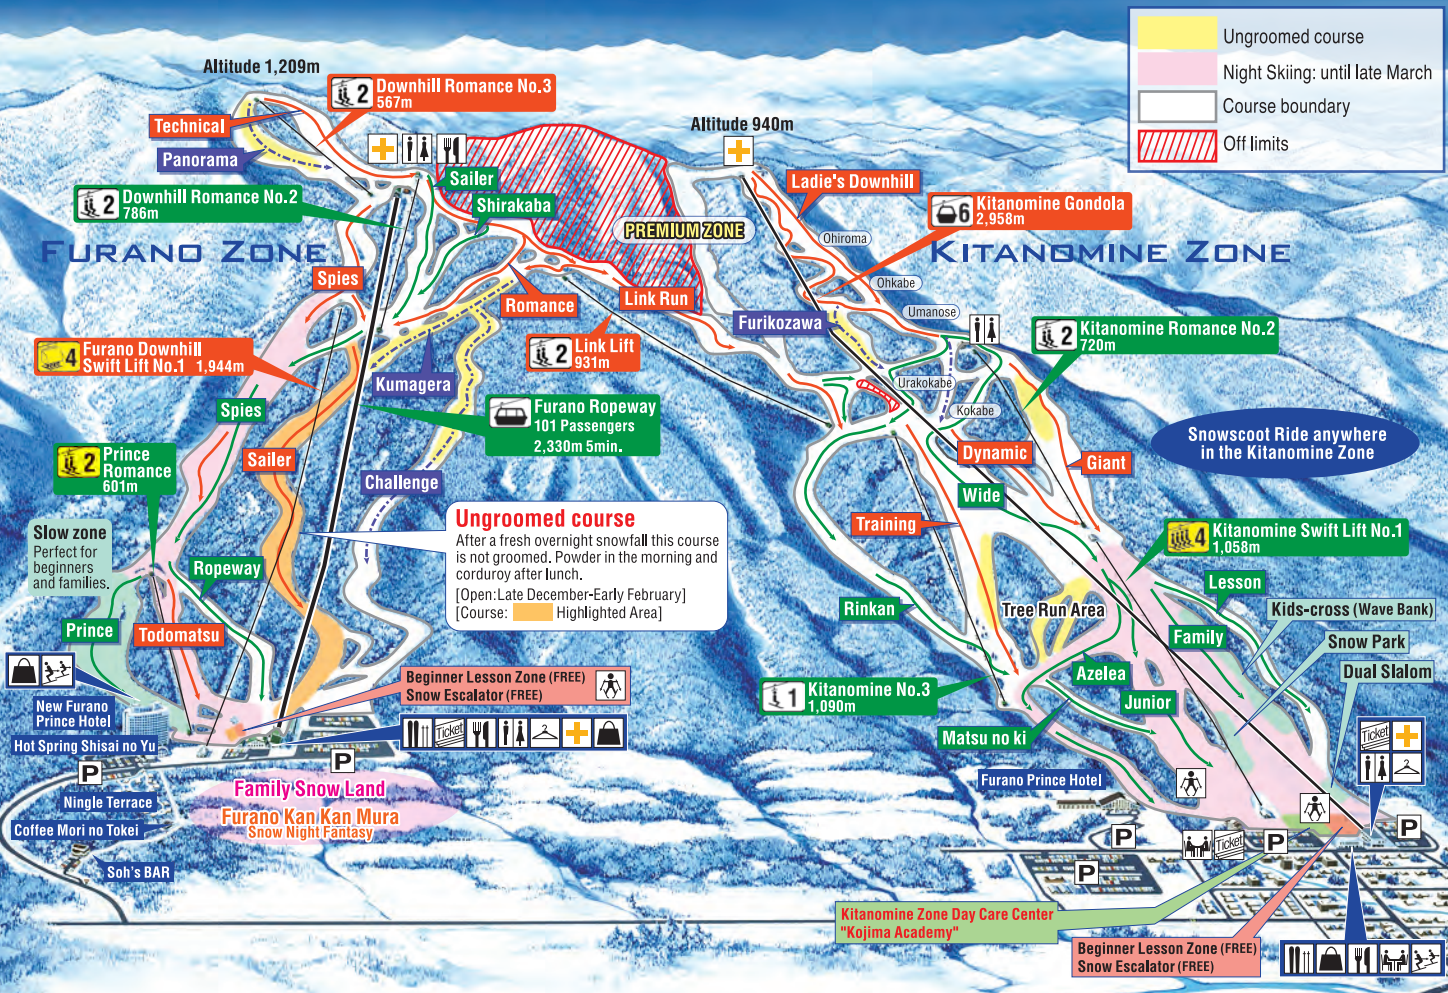 Ungroomed course
Night Skiing: until late March
Course boundary
Off limits
Altitude 1,209m
Downhill Romance No.3
2
567m
Technical
Panorama
Altitude 940m
Sailer
Ladie's Downhill
Downhill Romance No.2
2
786m
Shirakaba
Kitanomine Gondola
6
2,958m
PREMIUM ZONE
Ohiroma
FURANO ZONE
KITANOMINE ZONE
Spies
Romance
Link Run
Ohkabe
Umanose
Furikozawa
Kitanomine Romance No.2
2
720m
Furano Downhill
4
Swift Lift No.1 1,944m
Link Lift
2
931m
Kumagera
Urakokabe
Kokabe
Spies
Furano Ropeway
101 Passengers
2,330m 5min.
Snowscoot Ride anywhere
in the Kitanomine Zone
Prince
2
Romance
601m
Sailer
Dynamic
Giant
Challenge
Wide
Ungroomed course
After a fresh overnight snowfall this course
is not groomed. Powder in the morning and
corduroy after lunch.
[Open:Late December-Early February]
[Course: Highlighted Area]
Training
Kitanomine Swift Lift No.1
4
1,058m
Slow zone
Perfect for
beginners
and families.
Ropeway
Lesson
Rinkan
Tree Run Area
Kids-cross (Wave Bank)
Prince
Todomatsu
Family
Snow Park
Azelea
Dual Slalom
Beginner Lesson Zone (FREE)
Snow Escalator (FREE)
Kitanomine No.3
1
1,090m
Junior
New Furano
Prince Hotel
Ticket
Matsu no ki
Ticket
Hot Spring Shisai no Yu
P
P
Furano Prince Hotel
Family Snow Land
Ningle Terrace
Furano Kan Kan Mura
Snow Night Fantasy
Coffee Mori no Tokei
P
Ticket
P
P
Soh's BAR
P
Kitanomine Zone Day Care Center
"Kojima Academy"
Beginner Lesson Zone (FREE)
Snow Escalator (FREE)